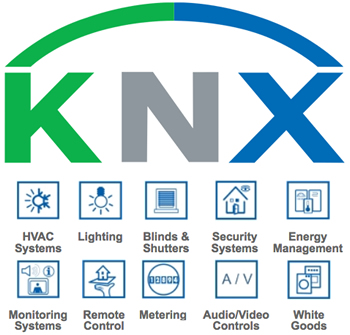 KNX
HVAC Systems
Lighting
Blinds & Shutters
Security Systems
Energy Management
Monitoring Systems
Remote Control
12094
Metering
A / V
Audio/Video Controls
White Goods